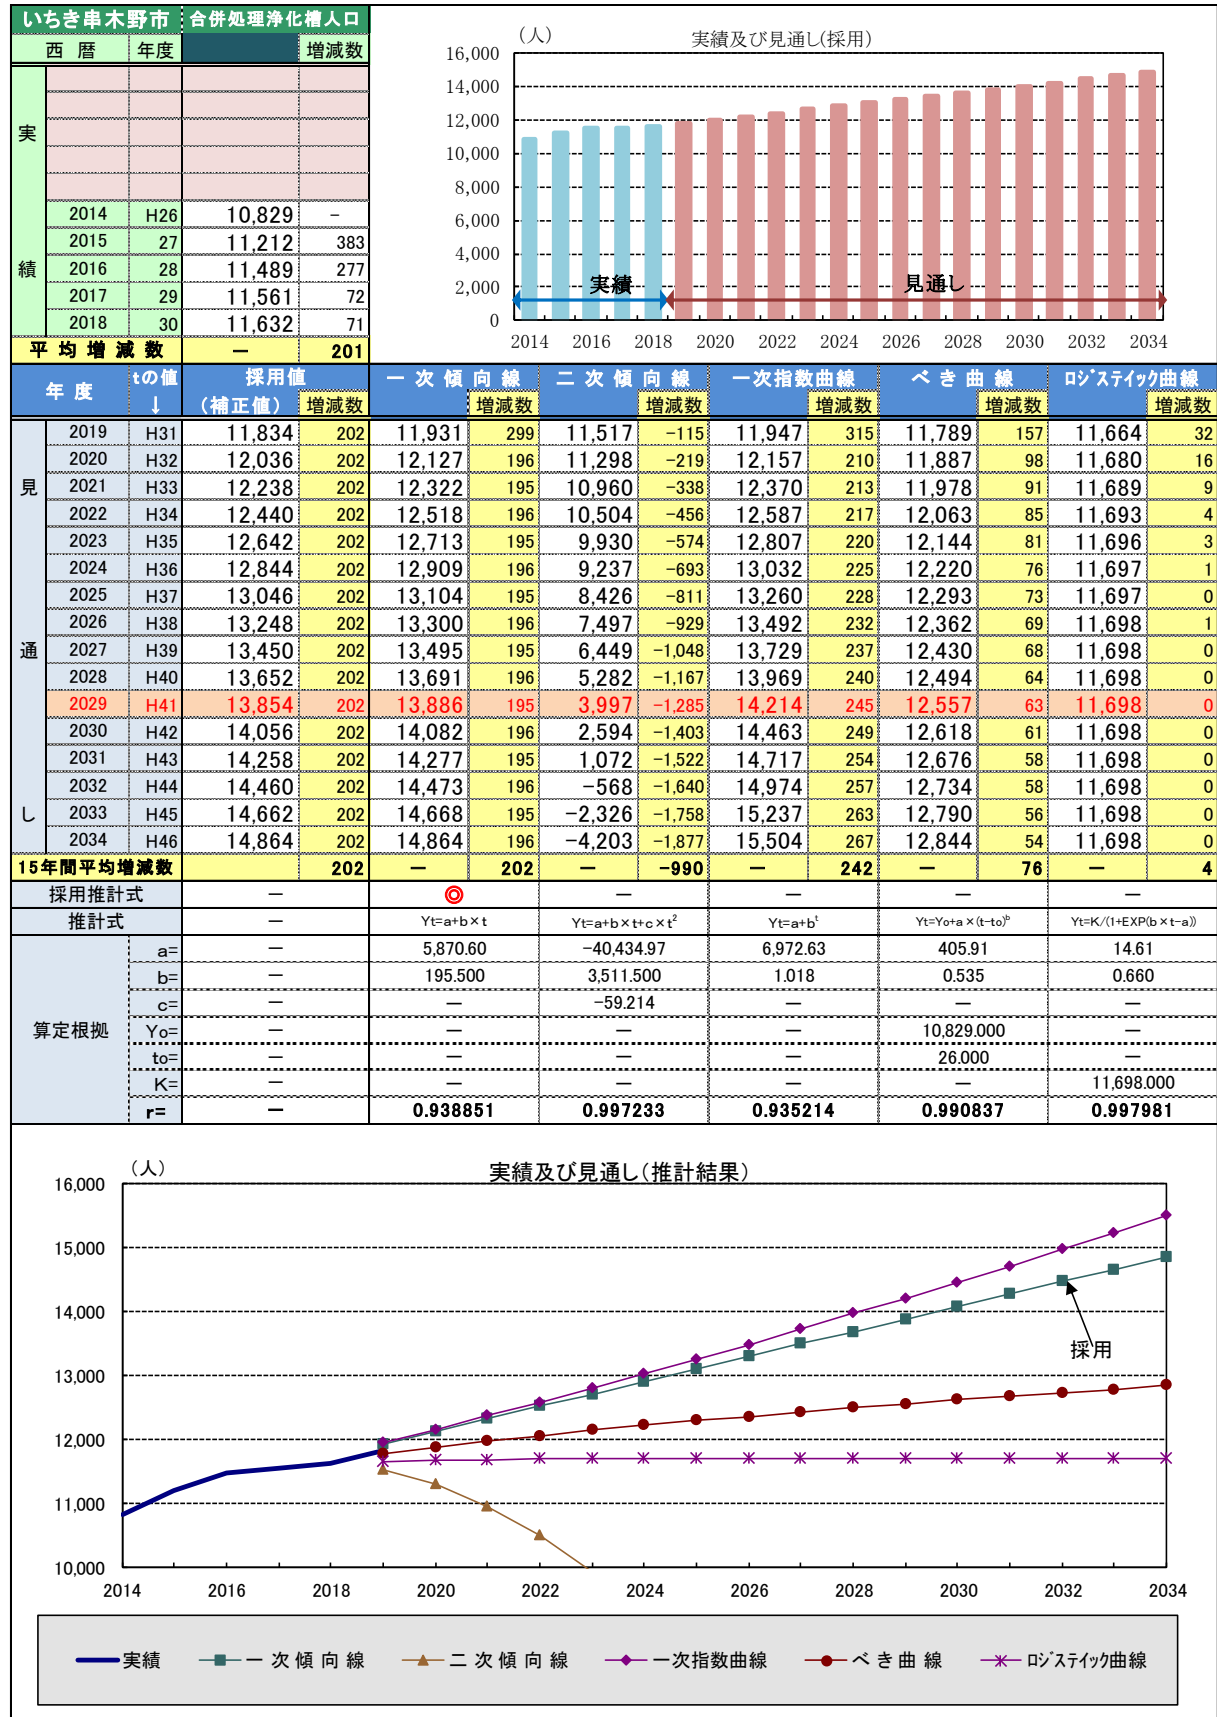 いちき串木野市 合併処理浄化槽人口
西 暦 年度 増減数
実
績
2014 H26 10,829 −
2015 27 11,212 383
2016 28 11,489 277
2017 29 11,561 72
2018 30 11,632 71
平 均 増 減 数 − 201
(人)
実績及び見通し(採用)
16,000
14,000
12,000
10,000
8,000
6,000
4,000
2,000
0
実績 見通し
2014 2016 2018 2020 2022 2024 2026 2028 2030 2032 2034
年 度 tの値 採用値 一 次 傾 向 線 二 次 傾 向 線 一次指数曲線 べ き 曲 線 ロジスティック曲線
↓ (補正値) 増減数 増減数 増減数 増減数 増減数 増減数
見
通
し
2019 H31 11,834 202 11,931 299 11,517 −115 11,947 315 11,789 157 11,664 32
2020 H32 12,036 202 12,127 196 11,298 −219 12,157 210 11,887 98 11,680 16
2021 H33 12,238 202 12,322 195 10,960 −338 12,370 213 11,978 91 11,689 9
2022 H34 12,440 202 12,518 196 10,504 −456 12,587 217 12,063 85 11,693 4
2023 H35 12,642 202 12,713 195 9,930 −574 12,807 220 12,144 81 11,696 3
2024 H36 12,844 202 12,909 196 9,237 −693 13,032 225 12,220 76 11,697 1
2025 H37 13,046 202 13,104 195 8,426 −811 13,260 228 12,293 73 11,697 0
2026 H38 13,248 202 13,300 196 7,497 −929 13,492 232 12,362 69 11,698 1
2027 H39 13,450 202 13,495 195 6,449 −1,048 13,729 237 12,430 68 11,698 0
2028 H40 13,652 202 13,691 196 5,282 −1,167 13,969 240 12,494 64 11,698 0
2029 H41 13,854 202 13,886 195 3,997 −1,285 14,214 245 12,557 63 11,698 0
2030 H42 14,056 202 14,082 196 2,594 −1,403 14,463 249 12,618 61 11,698 0
2031 H43 14,258 202 14,277 195 1,072 −1,522 14,717 254 12,676 58 11,698 0
2032 H44 14,460 202 14,473 196 −568 −1,640 14,974 257 12,734 58 11,698 0
2033 H45 14,662 202 14,668 195 −2,326 −1,758 15,237 263 12,790 56 11,698 0
2034 H46 14,864 202 14,864 196 −4,203 −1,877 15,504 267 12,844 54 11,698 0
15年間平均増減数 202 − 202 − −990 − 242 − 76 − 4
採用推計式 − ◎ − − − −
推計式 − Yt=a+b×t Yt=a+b×t+c×t² Yt=a+bᵗ Yt=Yo+a×(t−to)ᵇ Yt=K/(1+EXP(b×t−a))
算定根拠
a= − 5,870.60 −40,434.97 6,972.63 405.91 14.61
b= − 195.500 3,511.500 1.018 0.535 0.660
c= − − −59.214 − − −
Yo= − − − − 10,829.000 −
to= − − − − 26.000 −
K= − − − − − 11,698.000
r= − 0.938851 0.997233 0.935214 0.990837 0.997981
(人)
実績及び見通し(推計結果)
16,000
15,000
14,000
13,000
12,000
11,000
10,000
採用
2014 2016 2018 2020 2022 2024 2026 2028 2030 2032 2034
実績 一 次 傾 向 線 二 次 傾 向 線 一次指数曲線 べ き 曲 線 ロジスティック曲線